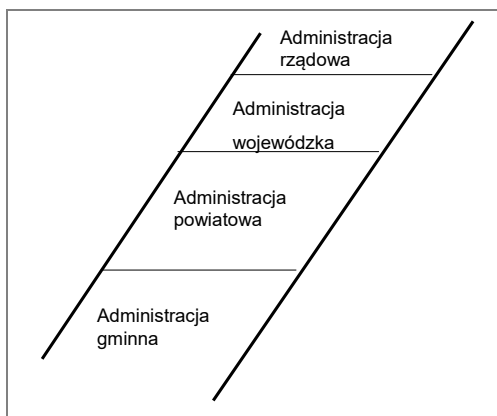 Administracja
rządowa
Administracja
wojewódzka
Administracja
powiatowa
Administracja
gminna